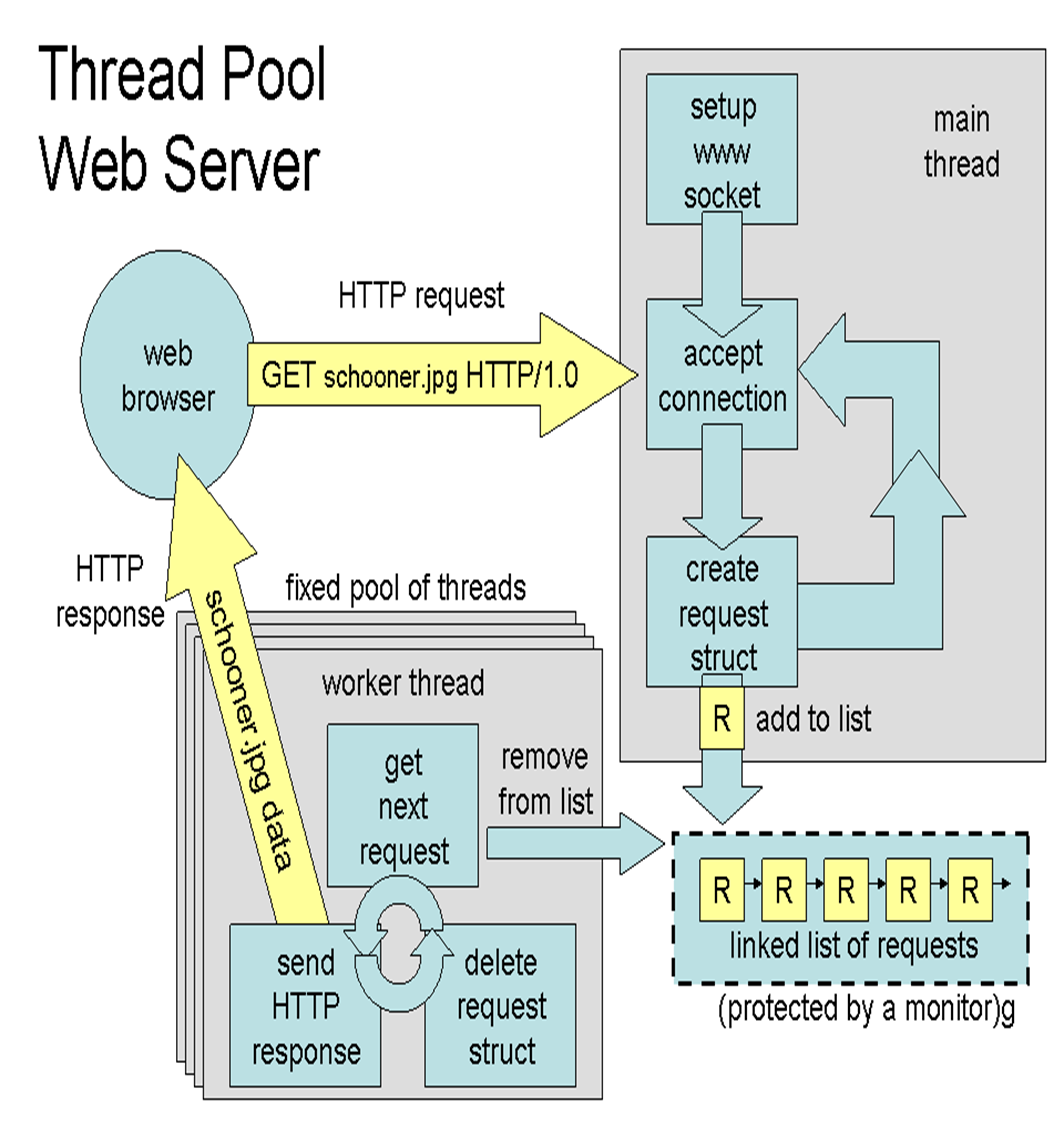 Thread Pool
Web Server
setup
www
socket
main
thread
HTTP request
web
browser
GET schooner.jpg HTTP/1.0
accept
connection
HTTP
response
schooner.jpg data
fixed pool of threads
create
request
struct
worker thread
R
add to list
get
next
request
remove
from list
R
R
R
R
R
linked list of requests
(protected by a monitor)g
send
HTTP
response
delete
request
struct